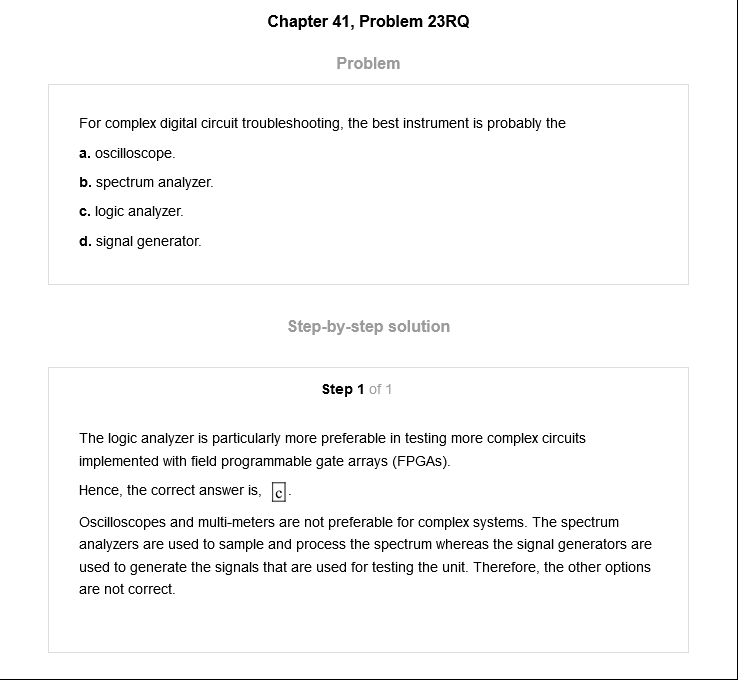 Chapter 41, Problem 23RQ
Problem
For complex digital circuit troubleshooting, the best instrument is probably the
a. oscilloscope.
b. spectrum analyzer.
c. logic analyzer.
d. signal generator.
Step-by-step solution
Step 1 of 1
The logic analyzer is particularly more preferable in testing more complex circuits
implemented with field programmable gate arrays (FPGAs).
Hence, the correct answer is, c.
Oscilloscopes and multi-meters are not preferable for complex systems. The spectrum
analyzers are used to sample and process the spectrum whereas the signal generators are
used to generate the signals that are used for testing the unit. Therefore, the other options
are not correct.